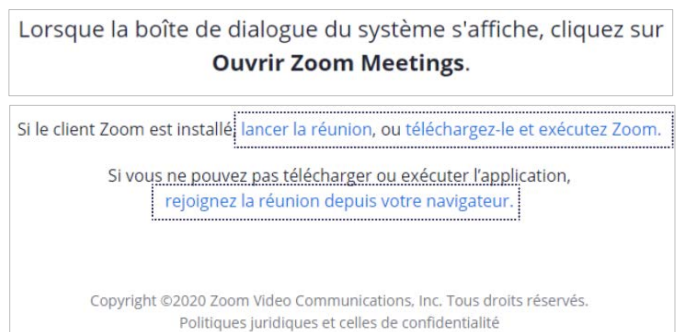 Lorsque la boîte de dialogue du système s'affiche, cliquez sur
Ouvrir Zoom Meetings.
Si le client Zoom est installé, lancer la réunion, ou téléchargez-le et exécutez Zoom.
Si vous ne pouvez pas télécharger ou exécuter l'application,
rejoignez la réunion depuis votre navigateur.
Copyright ©2020 Zoom Video Communications, Inc. Tous droits réservés.
Politiques juridiques et celles de confidentialité